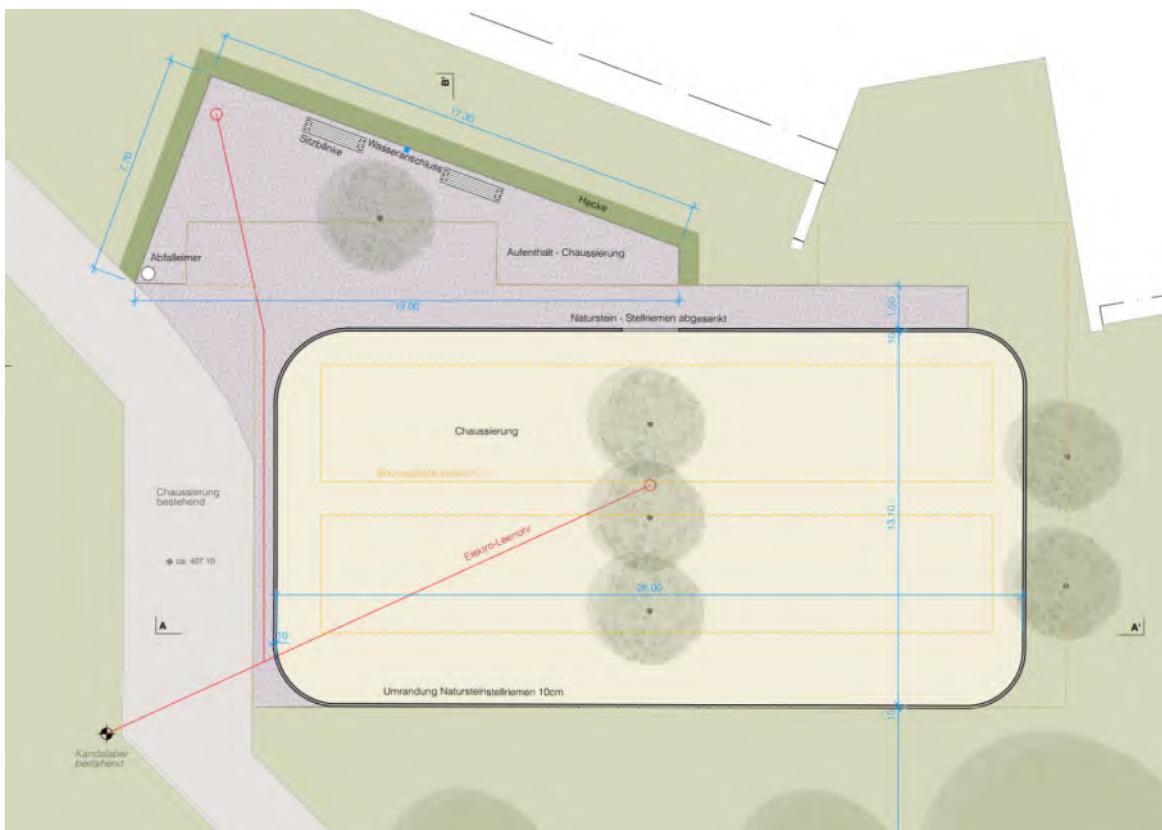 B'
17.30
7.70
Sitzbänke
Wasseranschluss
Hecke
Abfalleimer
Aufenthalt - Chaussierung
19.00
1.50
Naturstein - Stellriemen abgesenkt
10
Chaussierung
Chaussierung
bestehend
13.10
Elektro-Leerrohr
ca. 407.10
26.00
A
A'
10
Umrandung Natursteinstellriemen 10cm
10
Kandelaber
bestehend